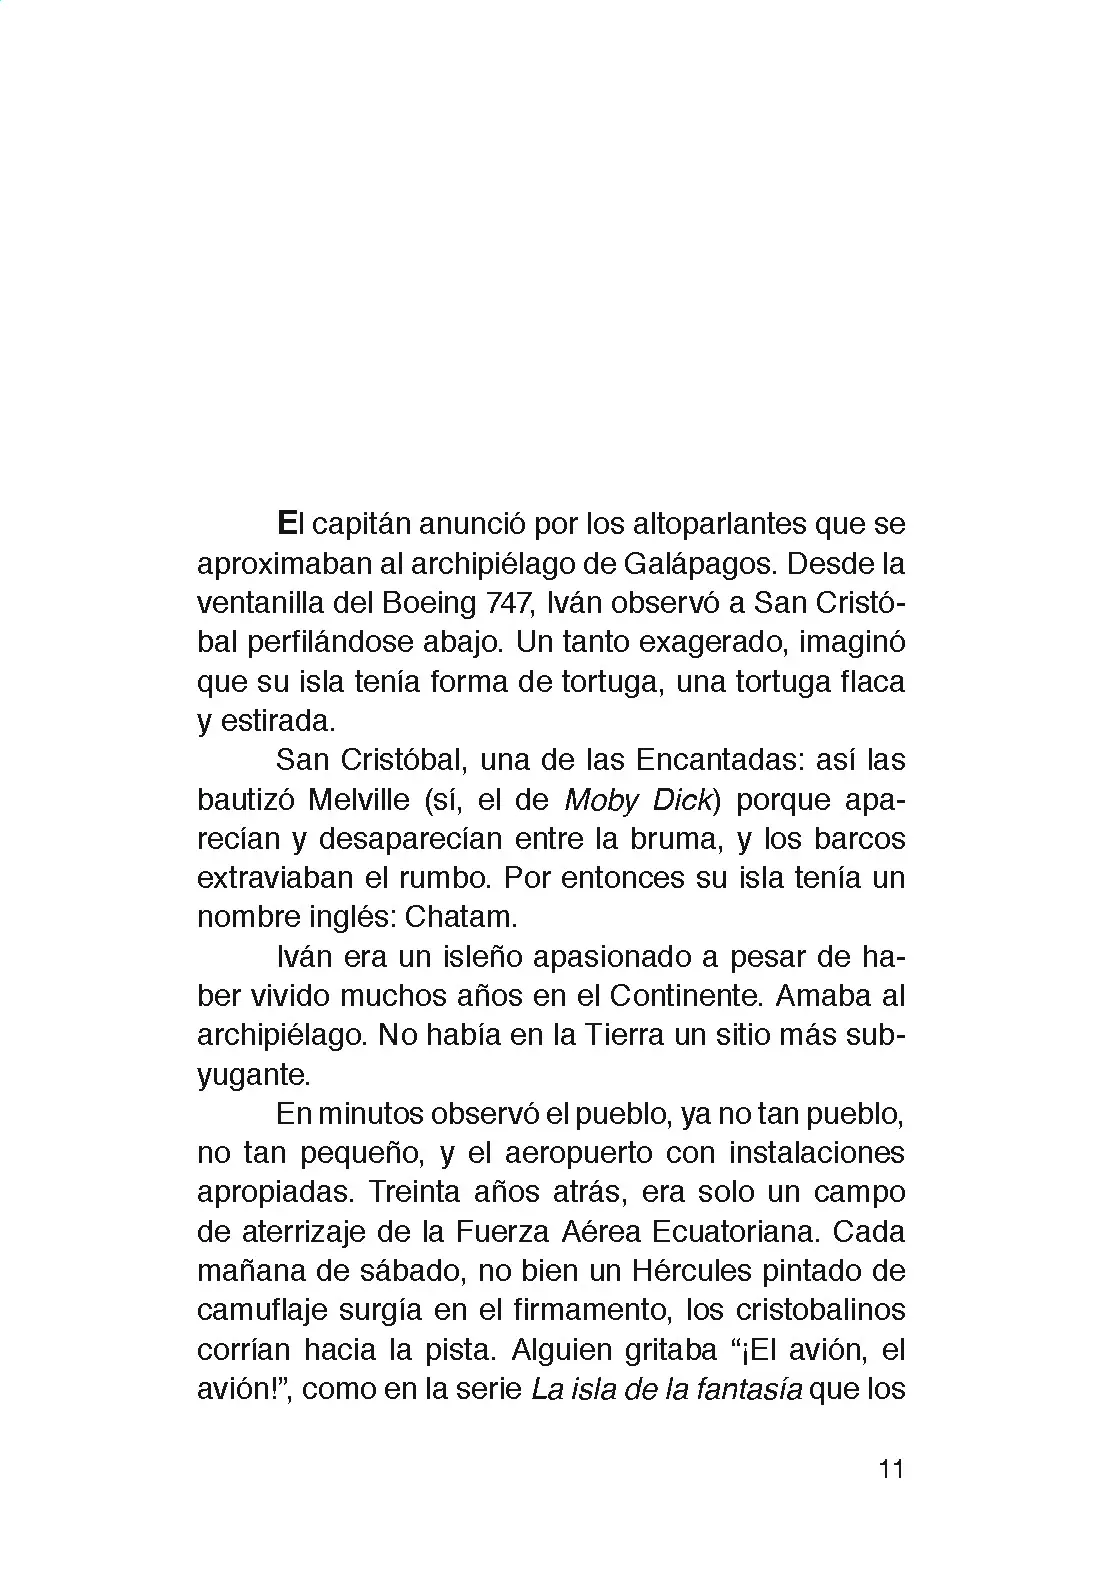 El capitán anunció por los altoparlantes que se
aproximaban al archipiélago de Galápagos. Desde la
ventanilla del Boeing 747, Iván observó a San Cristó-
bal perfilándose abajo. Un tanto exagerado, imaginó
que su isla tenía forma de tortuga, una tortuga flaca
y estirada.
San Cristóbal, una de las Encantadas: así las
bautizó Melville (sí, el de Moby Dick) porque apa-
recían y desaparecían entre la bruma, y los barcos
extraviaban el rumbo. Por entonces su isla tenía un
nombre inglés: Chatam.
Iván era un isleño apasionado a pesar de ha-
ber vivido muchos años en el Continente. Amaba al
archipiélago. No había en la Tierra un sitio más sub-
yugante.
En minutos observó el pueblo, ya no tan pueblo,
no tan pequeño, y el aeropuerto con instalaciones
apropiadas. Treinta años atrás, era solo un campo
de aterrizaje de la Fuerza Aérea Ecuatoriana. Cada
mañana de sábado, no bien un Hércules pintado de
camuflaje surgía en el firmamento, los cristobalinos
corrían hacia la pista. Alguien gritaba “¡El avión, el
avión!”, como en la serie La isla de la fantasía que los
11